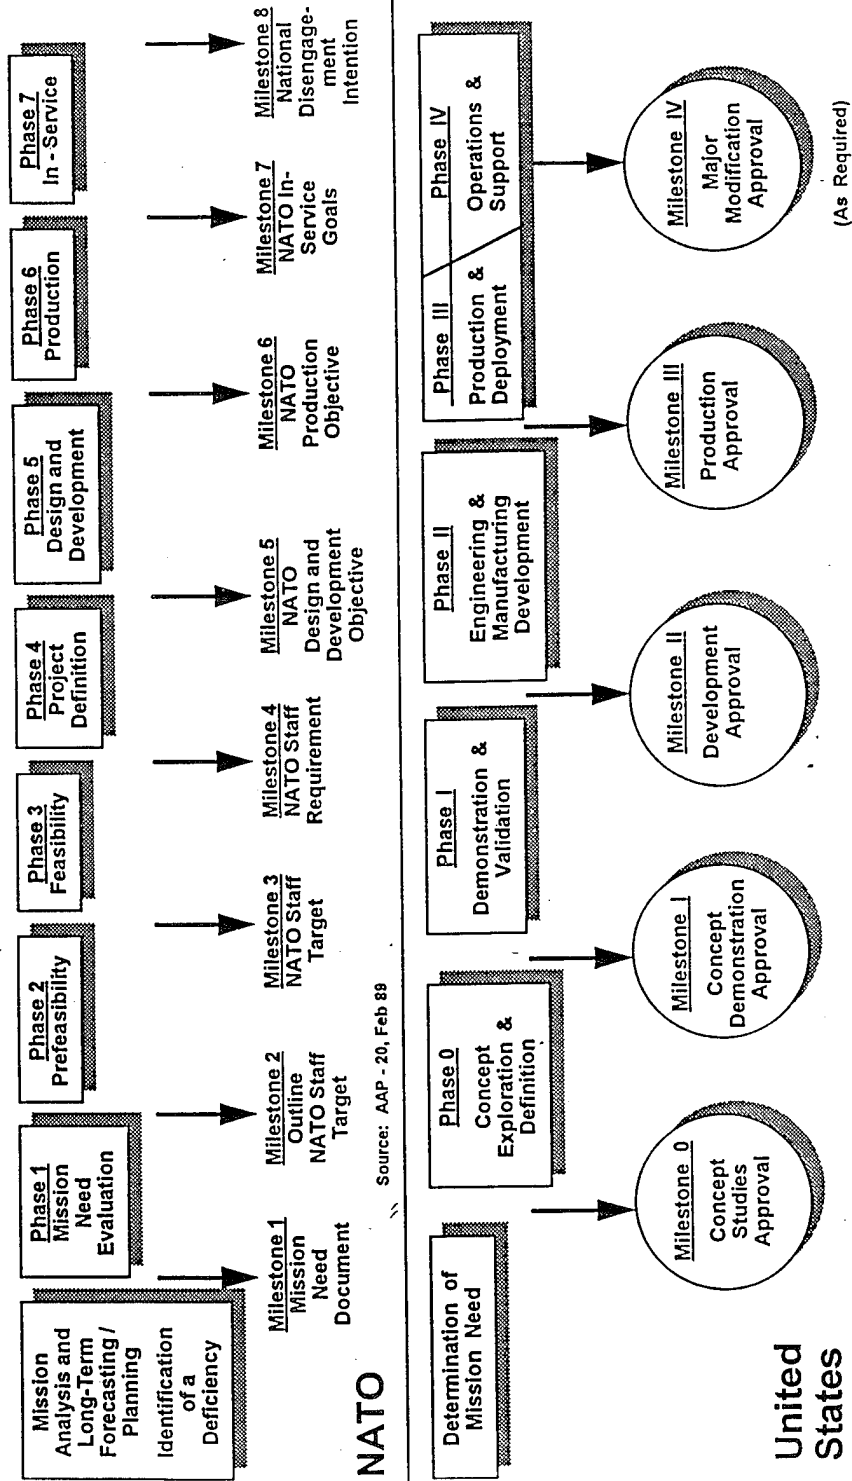 Mission
Analysis and
Long-Term
Forecasting /
Planning
Identification
of a
Deficiency
Phase 1
Mission
Need
Evaluation
Phase 2
Prefeasibility
Phase 3
Feasibility
Phase 4
Project
Definition
Phase 5
Design and
Development
Phase 6
Production
Phase 7
In - Service
Milestone 1
Mission
Need
Document
Milestone 2
Outline
NATO Staff
Target
Milestone 3
NATO Staff
Target
Milestone 4
NATO Staff
Requirement
Milestone 5
NATO
Design and
Development
Objective
Milestone 6
NATO
Production
Objective
Milestone 7
NATO In-
Service
Goals
Milestone 8
National
Disengage-
ment
Intention
NATO
Source: AAP - 20, Feb 89
Determination of
Mission Need
Phase 0
Concept
Exploration &
Definition
Phase I
Demonstration &
Validation
Phase II
Engineering &
Manufacturing
Development
Phase III
Production &
Deployment
Phase IV
Operations &
Support
Milestone 0
Concept
Studies
Approval
Milestone I
Concept
Demonstration
Approval
Milestone II
Development
Approval
Milestone III
Production
Approval
Milestone IV
Major
Modification
Approval
(As Required)
United
States